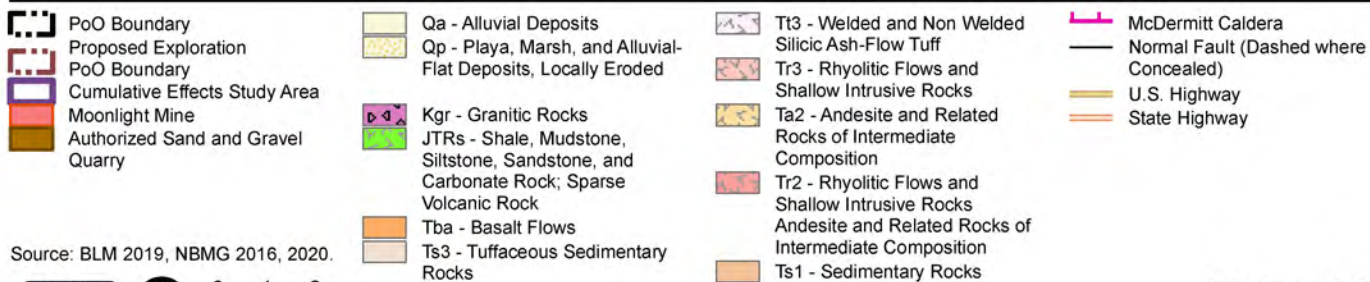 PoO Boundary
Proposed Exploration
PoO Boundary
Cumulative Effects Study Area
Moonlight Mine
Authorized Sand and Gravel
Quarry
Source: BLM 2019, NBMG 2016, 2020.
Qa - Alluvial Deposits
Qp - Playa, Marsh, and Alluvial-
Flat Deposits, Locally Eroded
Kgr - Granitic Rocks
JTRs - Shale, Mudstone,
Siltstone, Sandstone, and
Carbonate Rock; Sparse
Volcanic Rock
Tba - Basalt Flows
Ts3 - Tuffaceous Sedimentary
Rocks
Tt3 - Welded and Non Welded
Silicic Ash-Flow Tuff
Tr3 - Rhyolitic Flows and
Shallow Intrusive Rocks
Ta2 - Andesite and Related
Rocks of Intermediate
Composition
Tr2 - Rhyolitic Flows and
Shallow Intrusive Rocks
Andesite and Related Rocks of
Intermediate Composition
Ts1 - Sedimentary Rocks
McDermitt Caldera
Normal Fault (Dashed where
Concealed)
U.S. Highway
State Highway